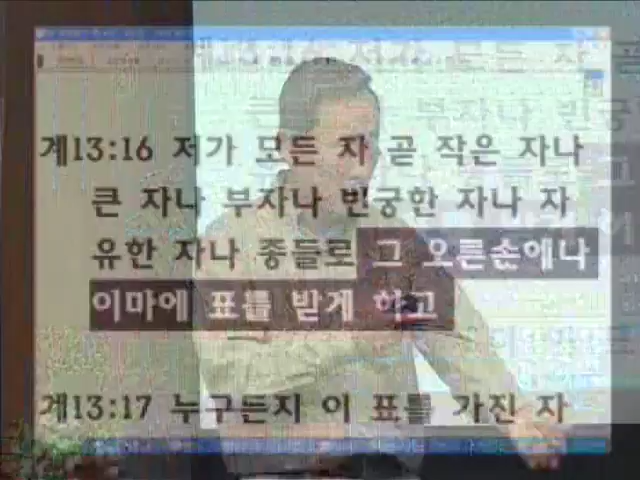 계13:16 저가 모든 자 곧 작은 자나
큰 자나 부자나 빈궁한 자나 자
유한 자나 종들로 그 오른손에나
이마에 표를 받게 하고
계13:17 누구든지 이 표를 가진 자